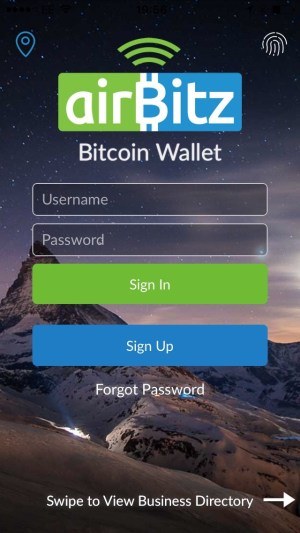 airBitz
Bitcoin Wallet
Username
Password
Sign In
Sign Up
Forgot Password
Swipe to View Business Directory